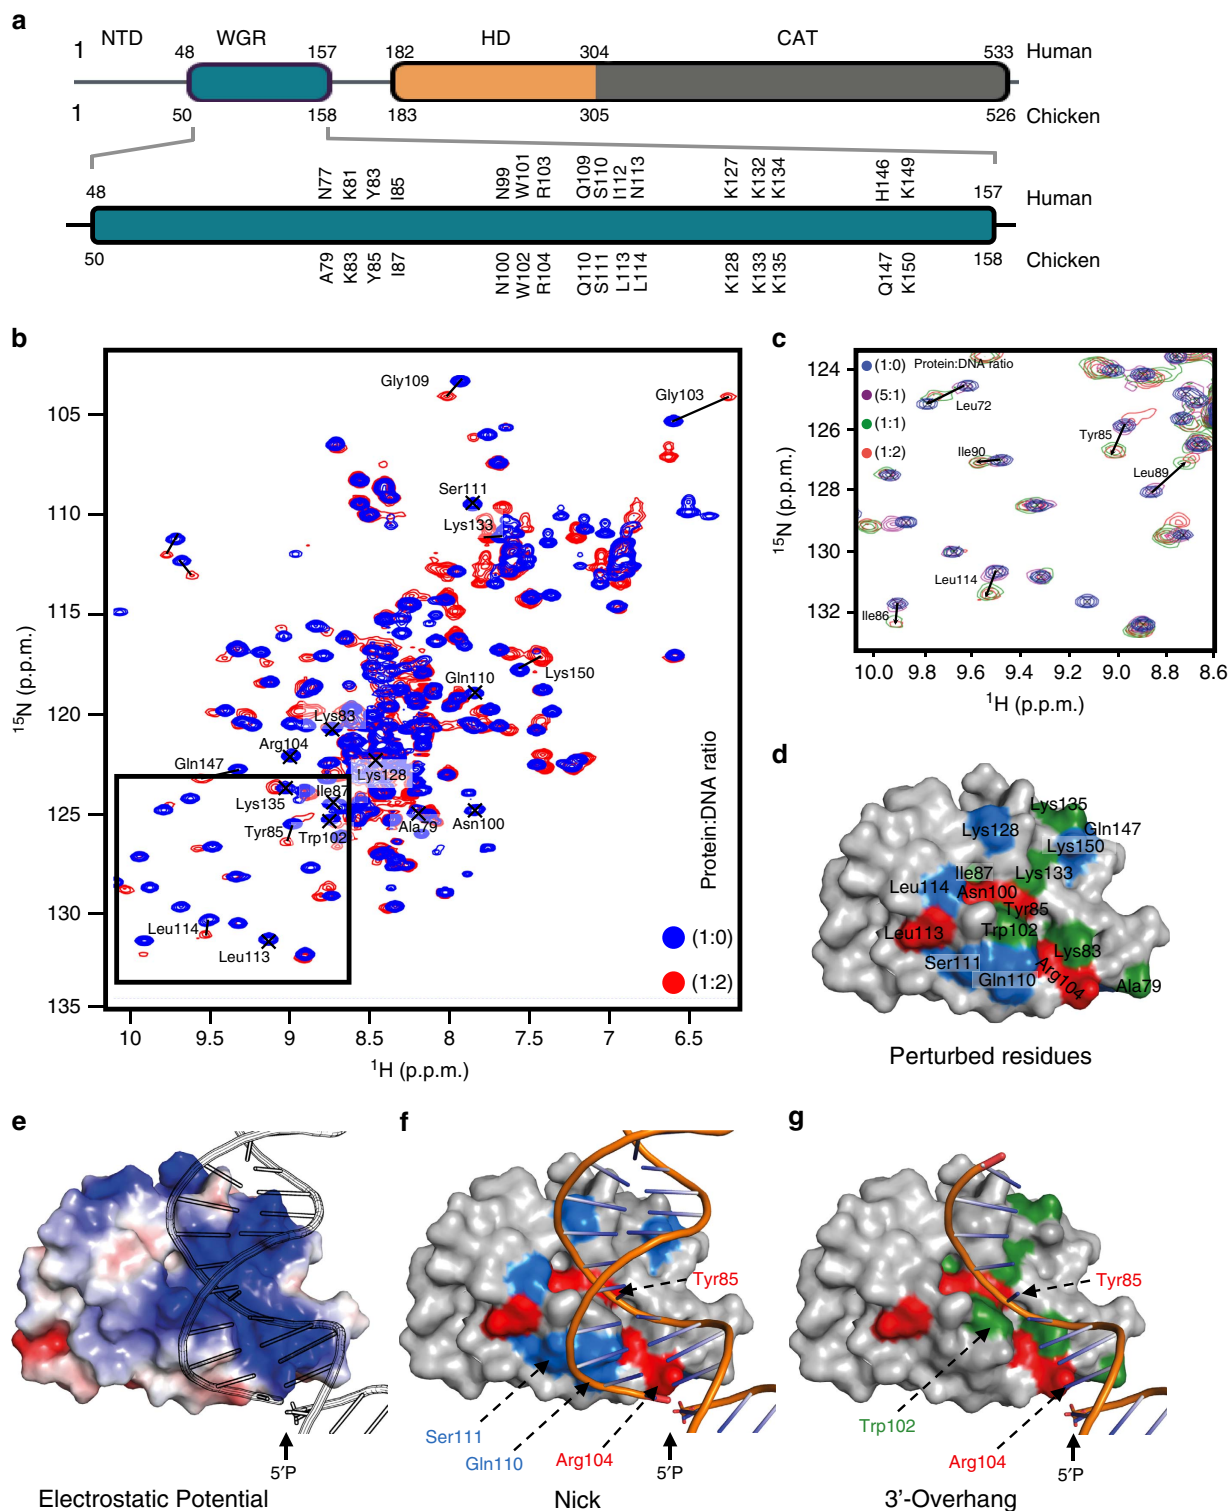 a
1 NTD 48 WGR 157 182 HD 304 CAT 533 Human
1 50 158 183 305 526 Chicken
N77 K81 Y83 I85 N99 W101 R103 Q109 S110 I112 N113 K127 K132 K134 H146 K149
48 157 Human
50 158 Chicken
A79 K83 Y85 I87 N100 W102 R104 Q110 S111 L113 L114 K128 K133 K135 Q147 K150
b
15N (p.p.m.)
105
110
115
120
125
130
135
Gly109
Gly103
Ser111
Lys133
Lys150
Gln110
Lys83
Arg104
Gln147
Lys128
Lys135
Ile87
Tyr85
Trp102
Ala79
Asn100
Leu114
Leu113
Protein:DNA ratio
(1:0)
(1:2)
10 9.5 9 8.5 8 7.5 7 6.5
1H (p.p.m.)
c
15N (p.p.m.)
124
126
128
130
132
(1:0) Protein:DNA ratio
(5:1)
(1:1)
(1:2)
Leu72
Tyr85
Ile90
Leu89
Leu114
Ile86
10.0 9.8 9.6 9.4 9.2 9.0 8.8 8.6
1H (p.p.m.)
d
Lys135
Lys128
Gln147
Lys150
Ile87
Lys133
Leu114
Asn100
Tyr85
Leu113
Trp102
Lys83
Ser111
Gln110
Arg104
Ala79
Perturbed residues
e
5′P
Electrostatic Potential
f
Tyr85
Ser111
Gln110
Arg104
5′P
Nick
g
Tyr85
Trp102
Arg104
5′P
3’-Overhang